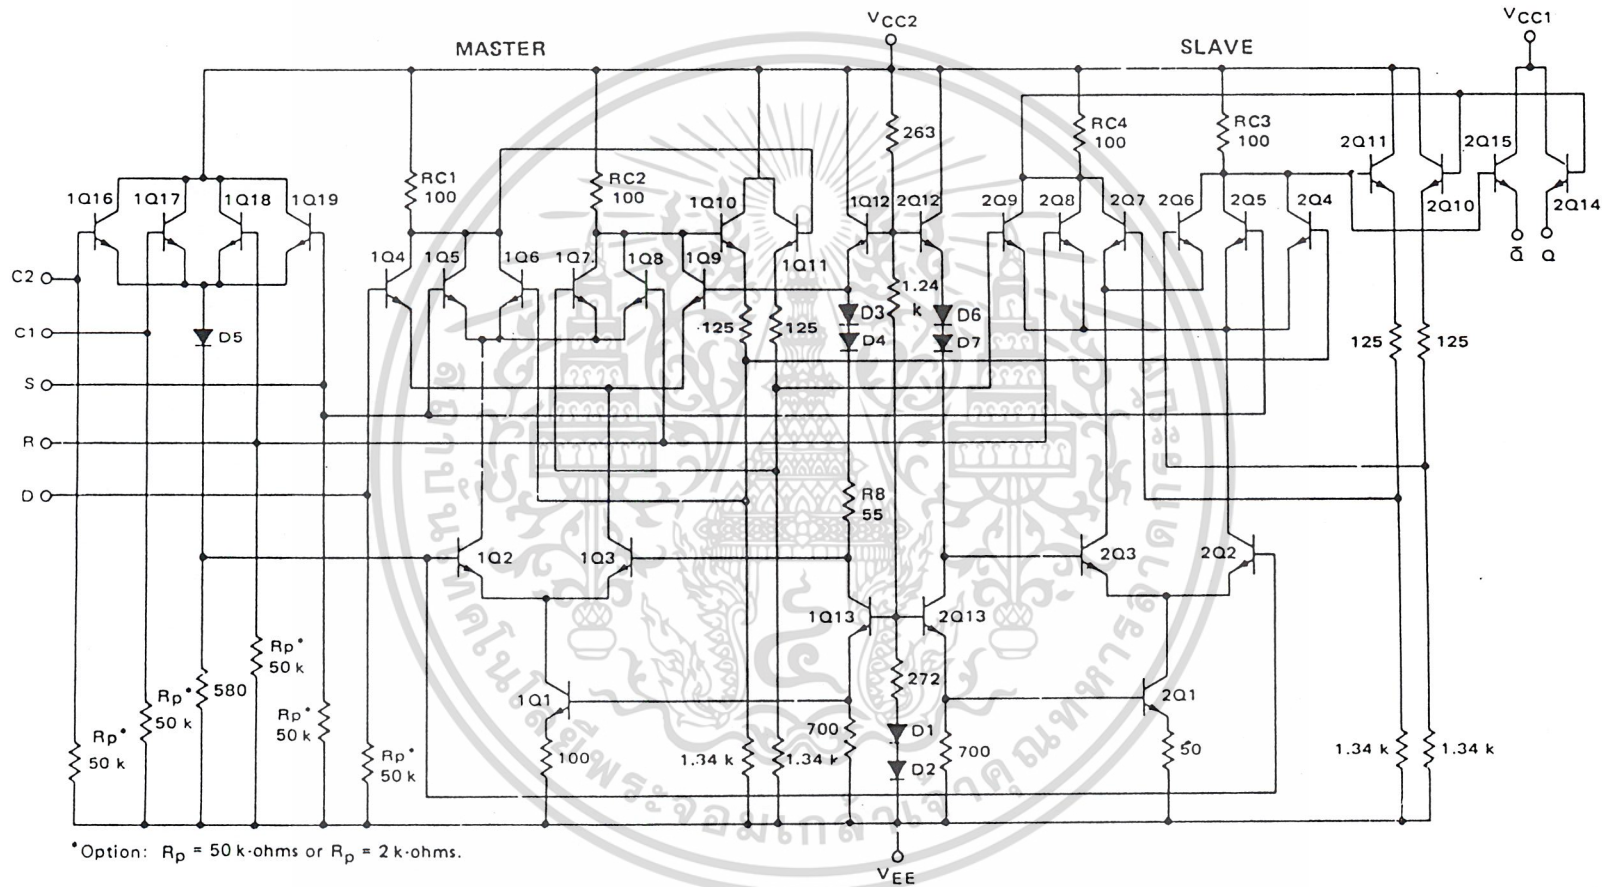 VCC2
VCC1
MASTER
SLAVE
263
RC4
100
RC3
100
2Q11
2Q15
RC1
100
RC2
100
1Q16
1Q17
1Q18
1Q19
1Q10
1Q12
2Q12
2Q9
2Q8
2Q7
2Q6
2Q5
2Q4
2Q10
2Q14
1Q4
1Q5
1Q6
1Q7
1Q8
1Q9
1Q11
Q̄
Q
C2
1.24
k
D3
D6
C1
D5
125
125
D4
D7
125
125
S
R
D
R8
55
1Q2
1Q3
2Q3
2Q2
1Q13
2Q13
Rp*
50 k
Rp*
50 k
580
272
1Q1
2Q1
Rp*
50 k
Rp*
50 k
Rp*
50 k
100
1.34 k
1.34 k
700
D1
D2
700
50
1.34 k
1.34 k
*Option: Rp = 50 k-ohms or Rp = 2 k-ohms.
VEE